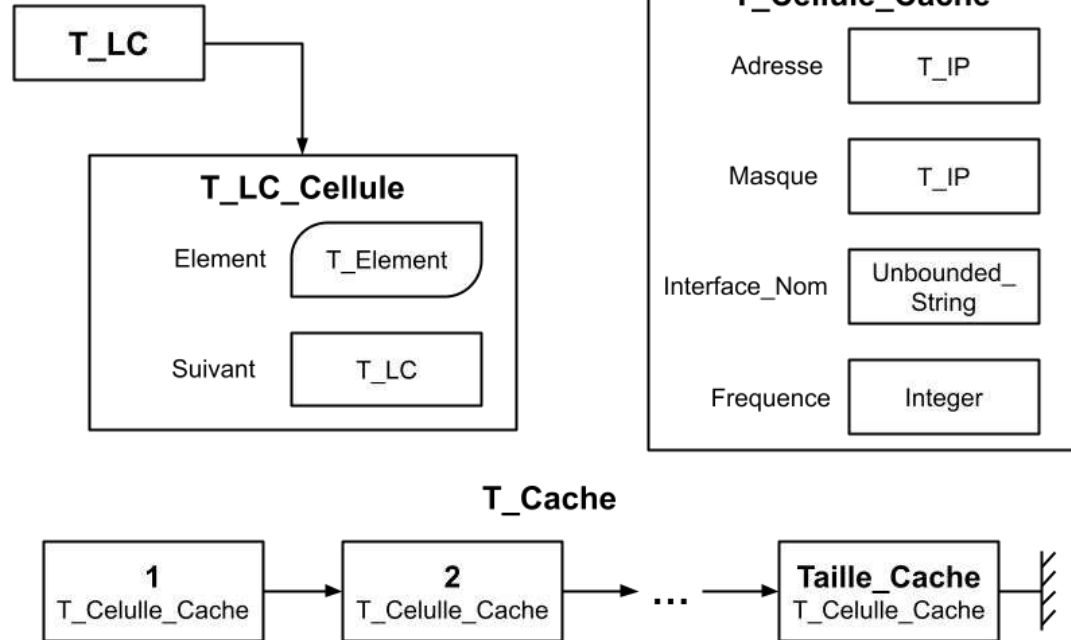 T_LC
T_LC_Cellule
Element
T_Element
Suivant
T_LC
T_Cellule_Cache
Adresse
T_IP
Masque
T_IP
Interface_Nom
Unbounded_
String
Frequence
Integer
T_Cache
1
T_Celulle_Cache
2
T_Celulle_Cache
...
Taille_Cache
T_Celulle_Cache